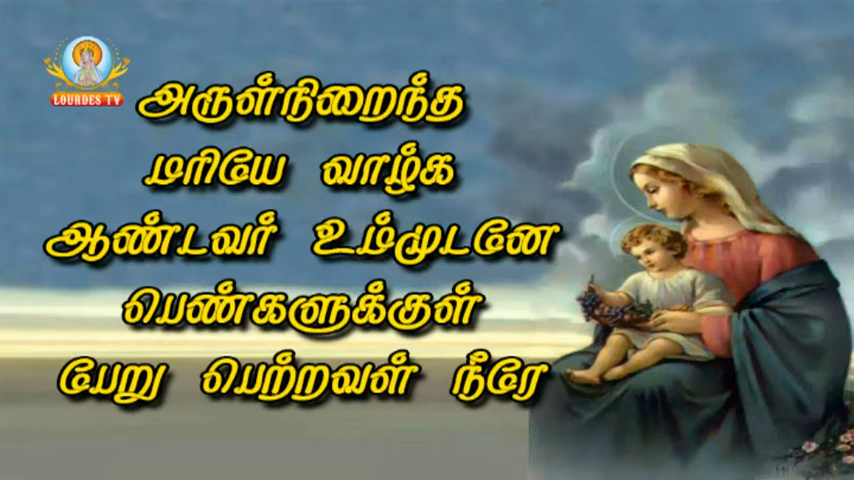 LOURDES TV
அருள்நிறைந்த
மரியே வாழ்க
ஆண்டவர் உம்முடனே
பெண்களுக்குள்
பேறு பெற்றவள் நீரே